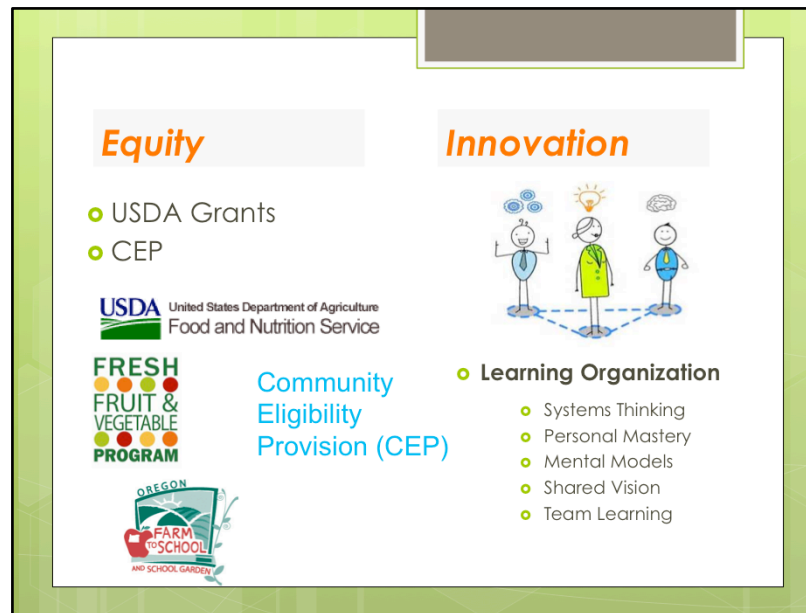 Equity
USDA Grants
CEP
USDA United States Department of Agriculture
Food and Nutrition Service
FRESH
FRUIT &
VEGETABLE
PROGRAM
Community
Eligibility
Provision (CEP)
OREGON
FARM
TO SCHOOL
AND SCHOOL GARDEN
Innovation
Learning Organization
Systems Thinking
Personal Mastery
Mental Models
Shared Vision
Team Learning